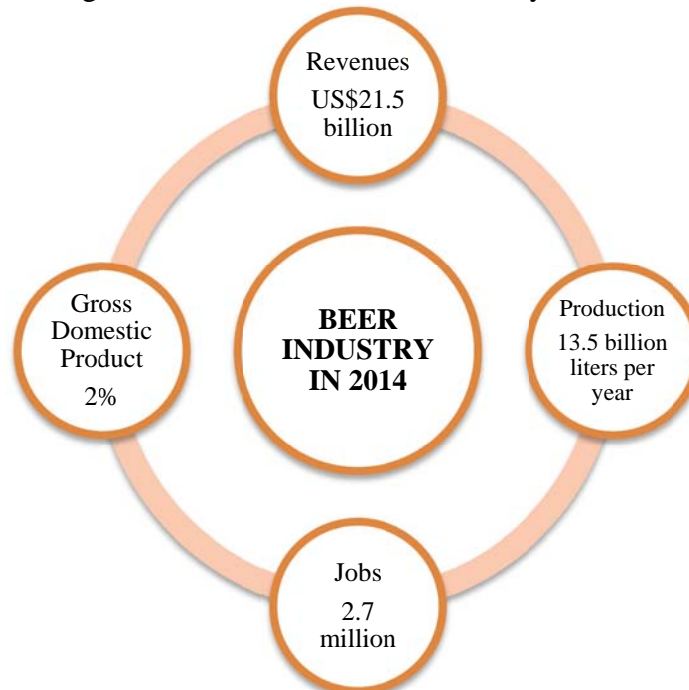 Revenues
US$21.5
billion
Gross
Domestic
Product
2%
BEER
INDUSTRY
IN 2014
Production
13.5 billion
liters per
year
Jobs
2.7
million